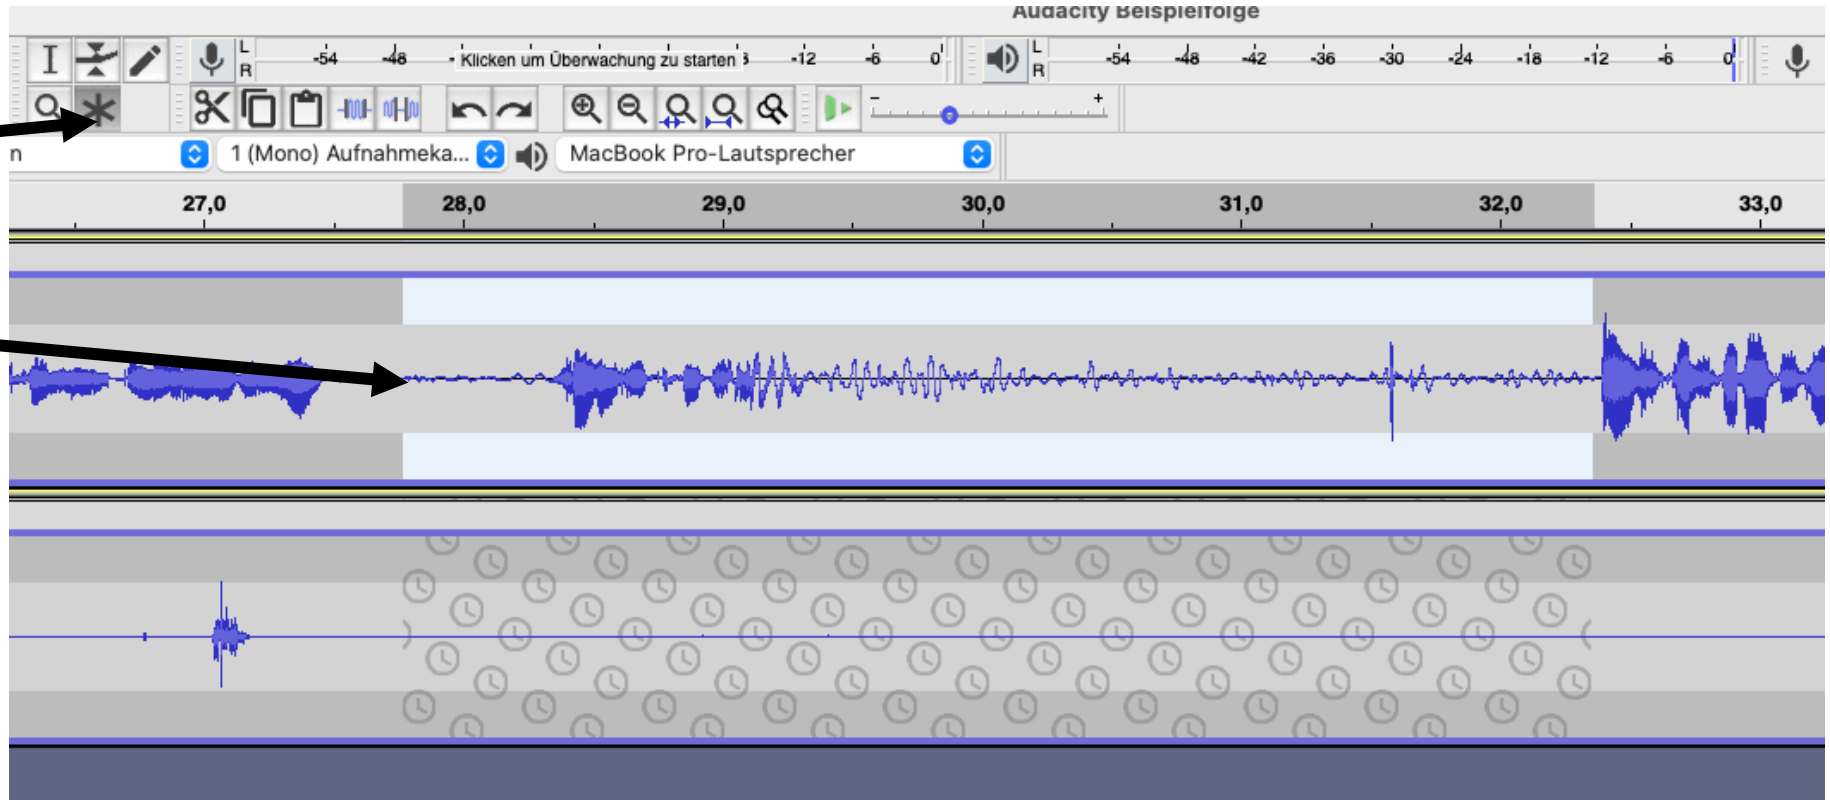 Audacity Beispielfolge
L
R
-54 -48 - Klicken um Überwachung zu starten -12 -6 0
L
R
-54 -48 -42 -36 -30 -24 -18 -12 -6 0
- +
n
1 (Mono) Aufnahmeka...
MacBook Pro-Lautsprecher
27,0 28,0 29,0 30,0 31,0 32,0 33,0